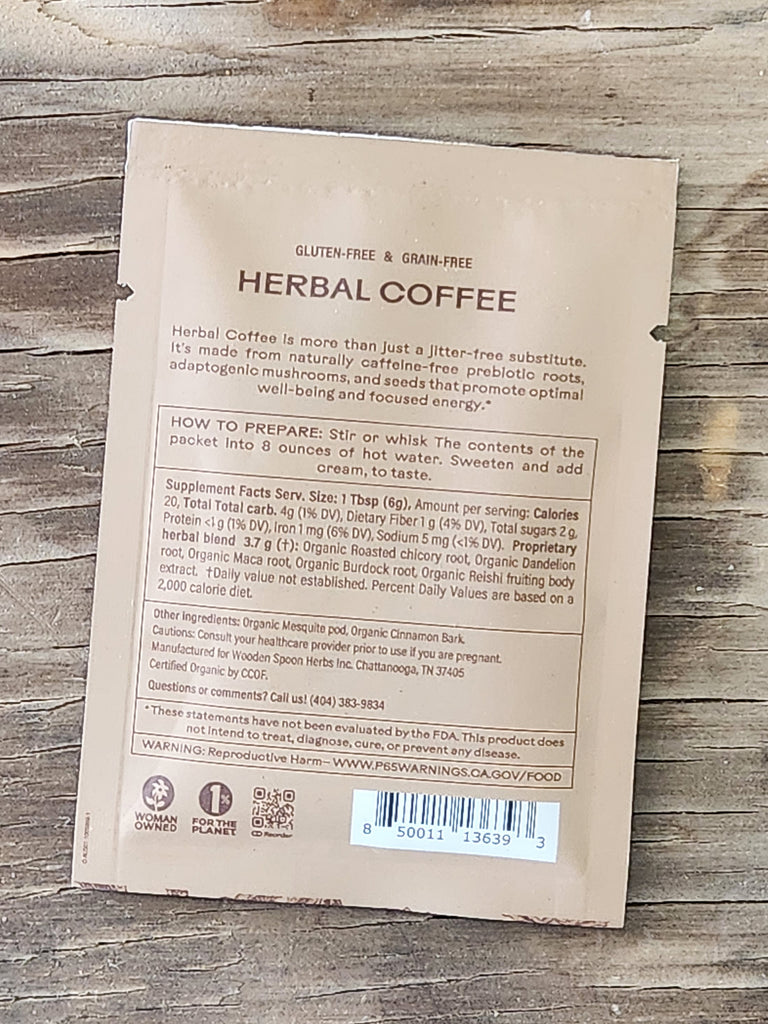 GLUTEN-FREE & GRAIN-FREE
HERBAL COFFEE
Herbal Coffee is more than just a jitter-free substitute.
It's made from naturally caffeine-free prebiotic roots,
adaptogenic mushrooms, and seeds that promote optimal
well-being and focused energy.*
HOW TO PREPARE: Stir or whisk The contents of the
packet into 8 ounces of hot water. Sweeten and add
cream, to taste.
Supplement Facts Serv. Size: 1 Tbsp (6g), Amount per serving: Calories
20, Total Total carb. 4g (1% DV), Dietary Fiber 1 g (4% DV), Total sugars 2 g,
Protein <1 g (1% DV), Iron 1 mg (6% DV), Sodium 5 mg (<1% DV). Proprietary
herbal blend 3.7 g (†): Organic Roasted chicory root, Organic Dandelion
root, Organic Maca root, Organic Burdock root, Organic Reishi fruiting body
extract. †Daily value not established. Percent Daily Values are based on a
2,000 calorie diet.
Other ingredients: Organic Mesquite pod, Organic Cinnamon Bark.
Cautions: Consult your healthcare provider prior to use if you are pregnant.
Manufactured for Wooden Spoon Herbs Inc. Chattanooga, TN 37405
Certified Organic by CCOF.
Questions or comments? Call us! (404) 383-9834
*These statements have not been evaluated by the FDA. This product does
not intend to treat, diagnose, cure, or prevent any disease.
WARNING: Reproductive Harm– WWW.P65WARNINGS.CA.GOV/FOOD
WOMAN
OWNED
1%
FOR THE
PLANET
Reorder
8 50011 13639 3